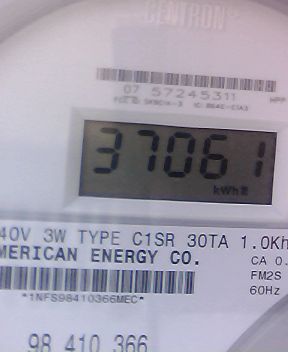 CENTRON®
07 57245311
37061
kWh
40V 3W TYPE C1SR 30TA 1.0Kh
MERICAN ENERGY CO.
CA 0.
FM2S
60Hz
*1NFS98410366MEC*
98 410 366